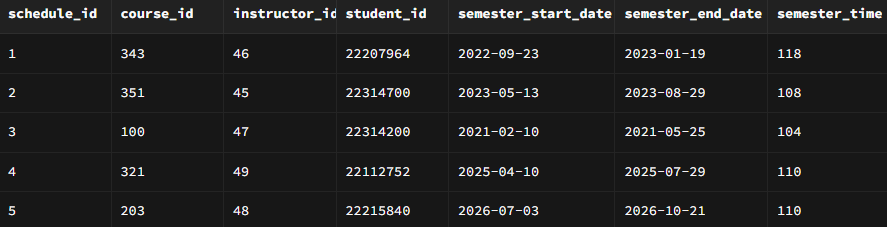 schedule_id course_id instructor_id student_id semester_start_date semester_end_date semester_time
1 343 46 22207964 2022-09-23 2023-01-19 118
2 351 45 22314700 2023-05-13 2023-08-29 108
3 100 47 22314200 2021-02-10 2021-05-25 104
4 321 49 22112752 2025-04-10 2025-07-29 110
5 203 48 22215840 2026-07-03 2026-10-21 110